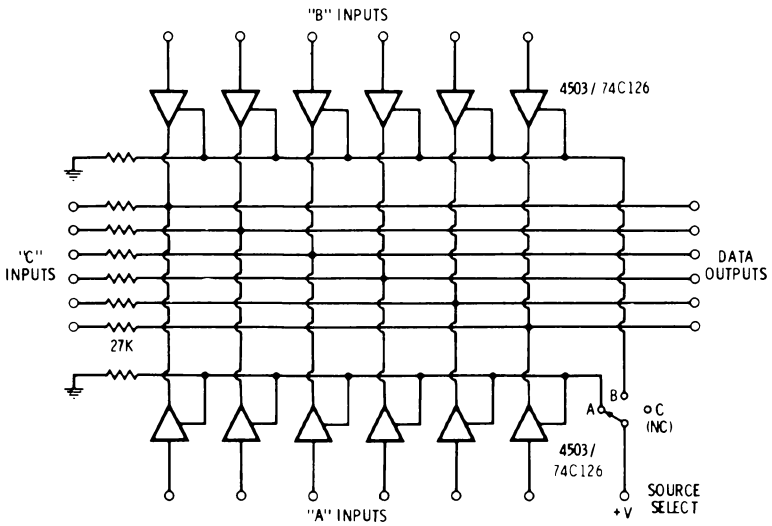 "B" INPUTS
4503/74C126
"C"
INPUTS
DATA
OUTPUTS
27K
B
A
C
(NC)
4503/
74C126
SOURCE
SELECT
+V
"A" INPUTS